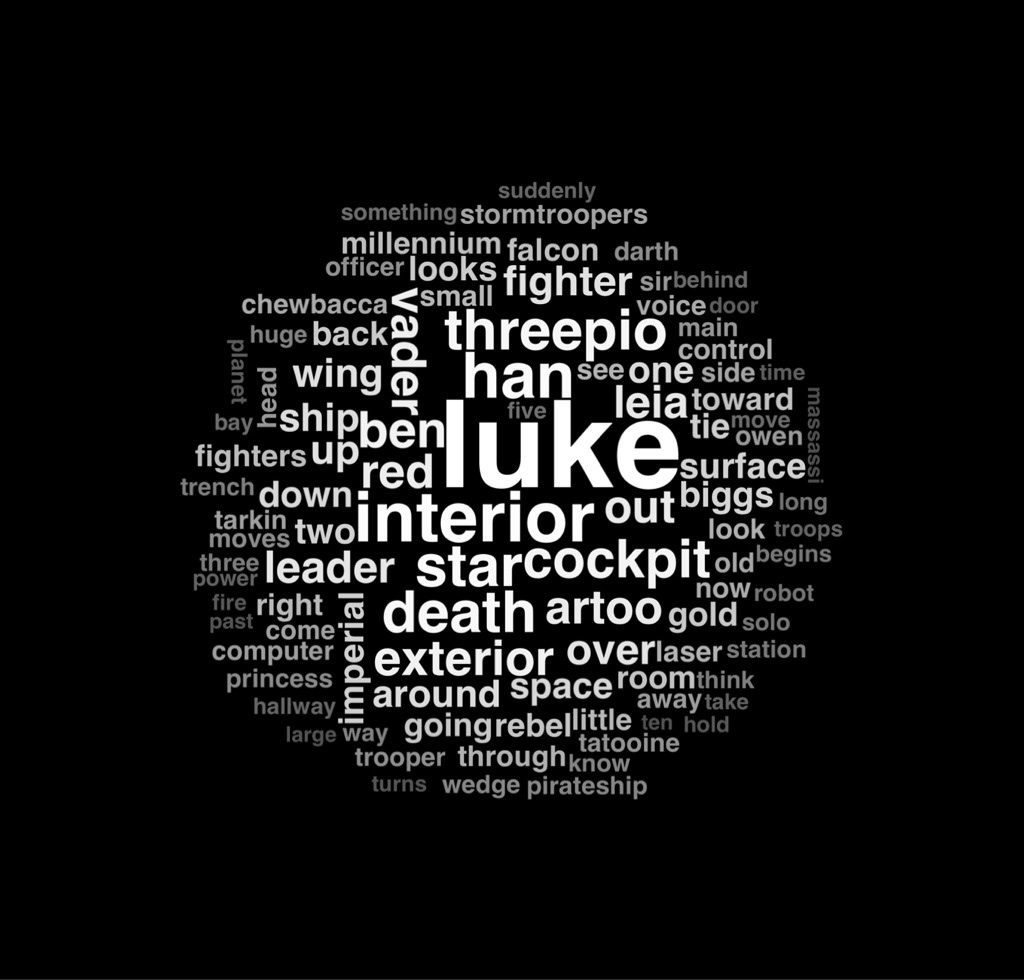 suddenly
something stormtroopers
millennium falcon darth
officer looks fighter sir behind
chewbacca vader small voice door
huge back threepio main
planet head wing han see one side time control
ship ben five leia toward massassi
bay luke tie move owen
fighters up red surface
trench down interior out biggs long
tarkin two look troops
moves
three leader star cockpit old begins
power now robot
fire right imperial death artoo gold solo
past come
computer exterior over laser station
princess around space room think
hallway away take
large way going rebel little ten hold
trooper through tatooine
know
turns wedge pirateship